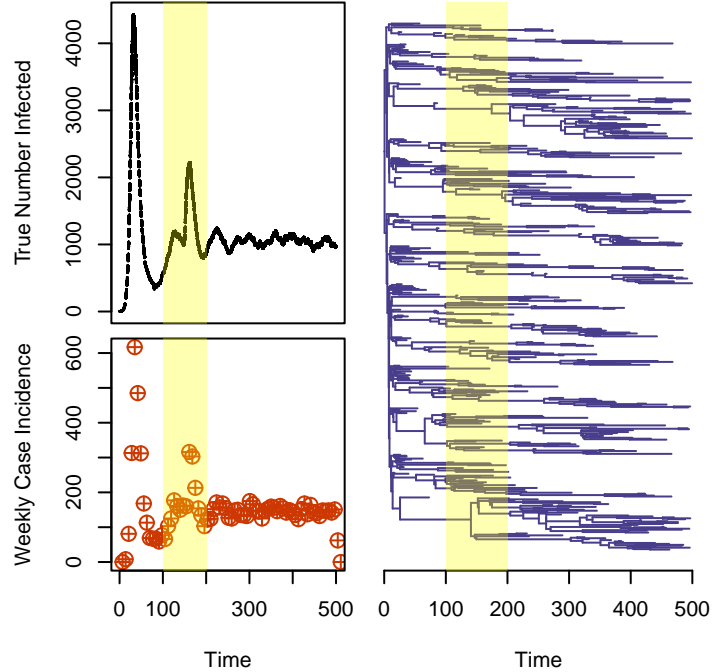 True Number Infected
0 1000 2000 3000 4000
Weekly Case Incidence
0 200 400 600
0 100 300 500
Time
0 100 200 300 400 500
Time